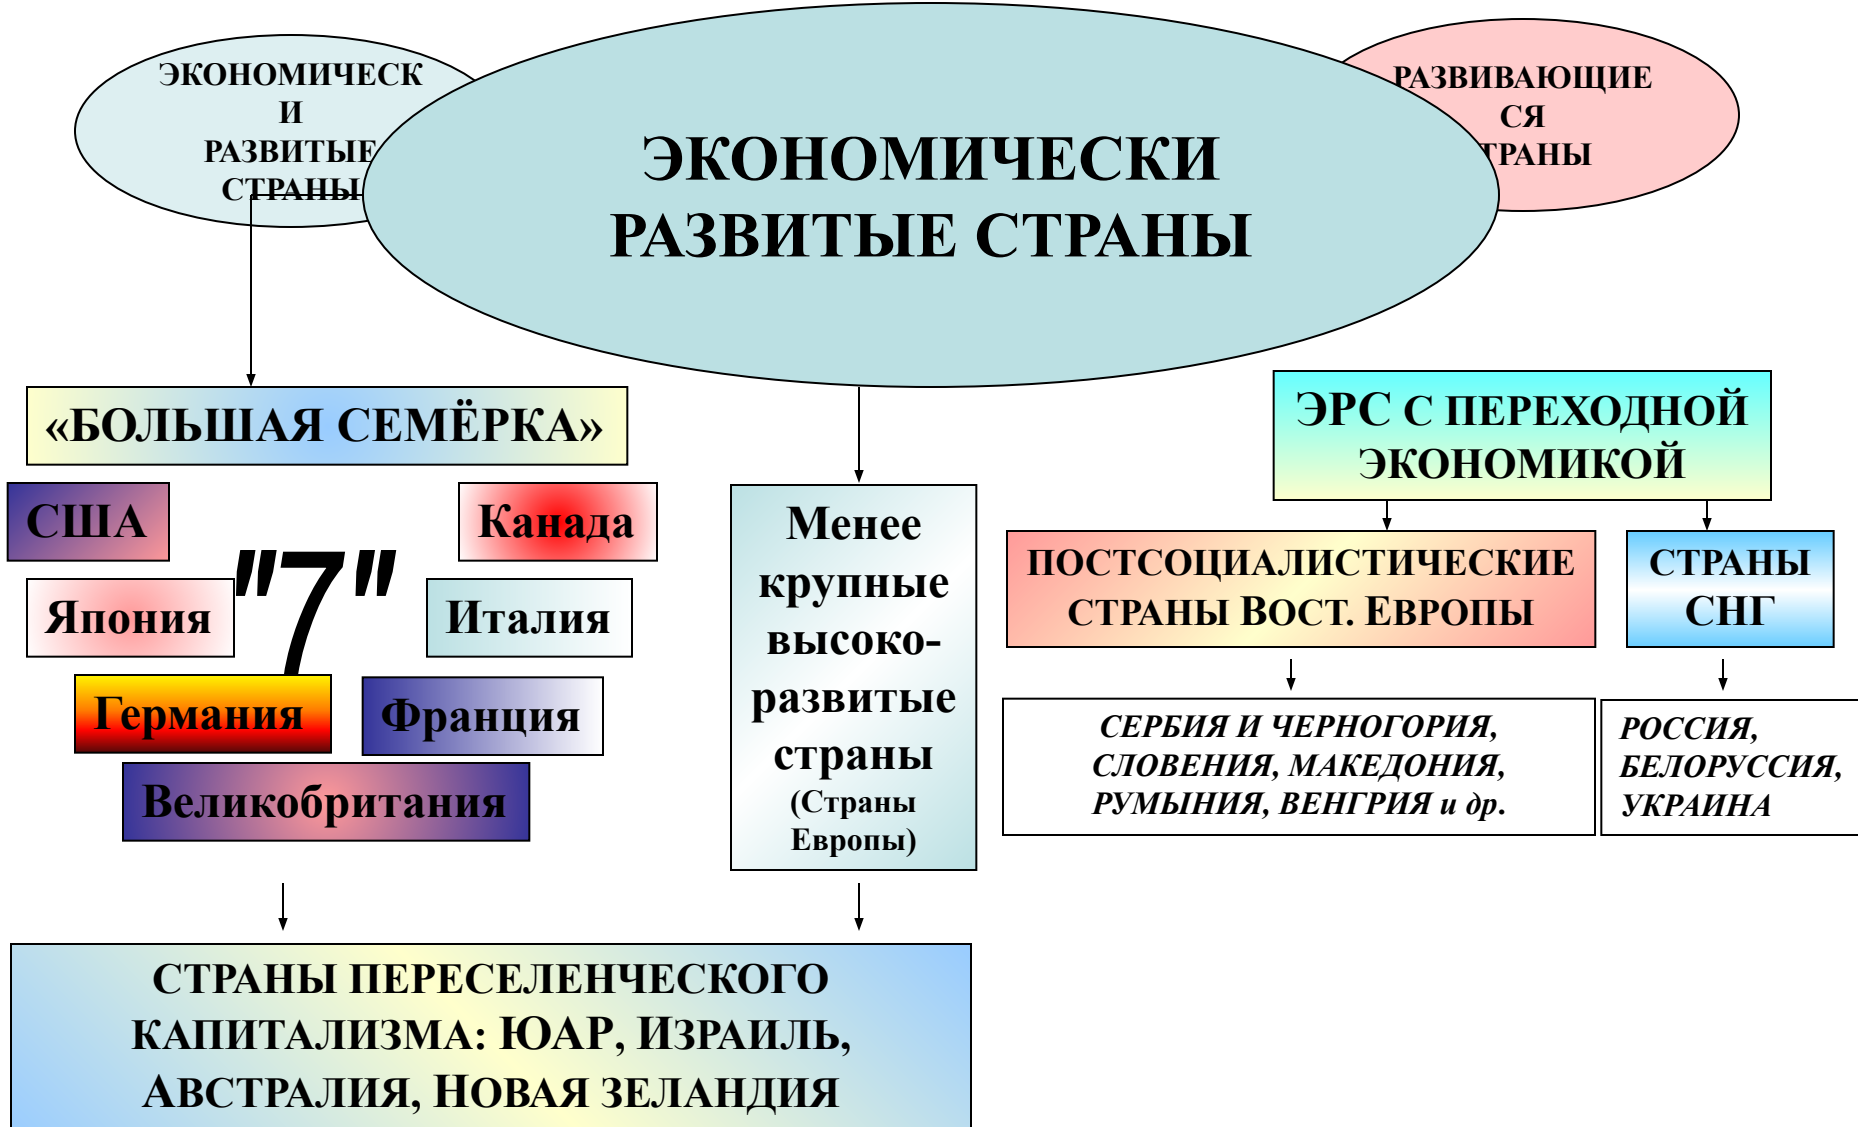 ЭКОНОМИЧЕСК
И
РАЗВИТЫЕ
СТРАНЫ
ЭКОНОМИЧЕСКИ
РАЗВИТЫЕ СТРАНЫ
РАЗВИВАЮЩИЕ
СЯ
СТРАНЫ
«БОЛЬШАЯ СЕМЁРКА»
США
Канада
"7"
Япония
Италия
Германия
Франция
Великобритания
Менее
крупные
высоко-
развитые
страны
(Страны
Европы)
ЭРС С ПЕРЕХОДНОЙ
ЭКОНОМИКОЙ
ПОСТСОЦИАЛИСТИЧЕСКИЕ
СТРАНЫ ВОСТ. ЕВРОПЫ
СТРАНЫ
СНГ
СЕРБИЯ И ЧЕРНОГОРИЯ,
СЛОВЕНИЯ, МАКЕДОНИЯ,
РУМЫНИЯ, ВЕНГРИЯ и др.
РОССИЯ,
БЕЛОРУССИЯ,
УКРАИНА
СТРАНЫ ПЕРЕСЕЛЕНЧЕСКОГО
КАПИТАЛИЗМА: ЮАР, ИЗРАИЛЬ,
АВСТРАЛИЯ, НОВАЯ ЗЕЛАНДИЯ